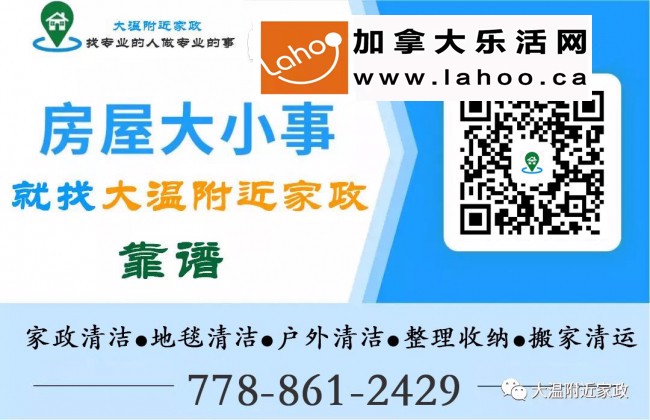 大温附近家政
找专业的人做专业的事
Lahoo
加拿大乐活网
www.lahoo.ca
房屋大小事
就找大温附近家政
靠谱
家政清洁●地毯清洁●户外清洁●整理收纳●搬家清运
778-861-2429
大温附近家政